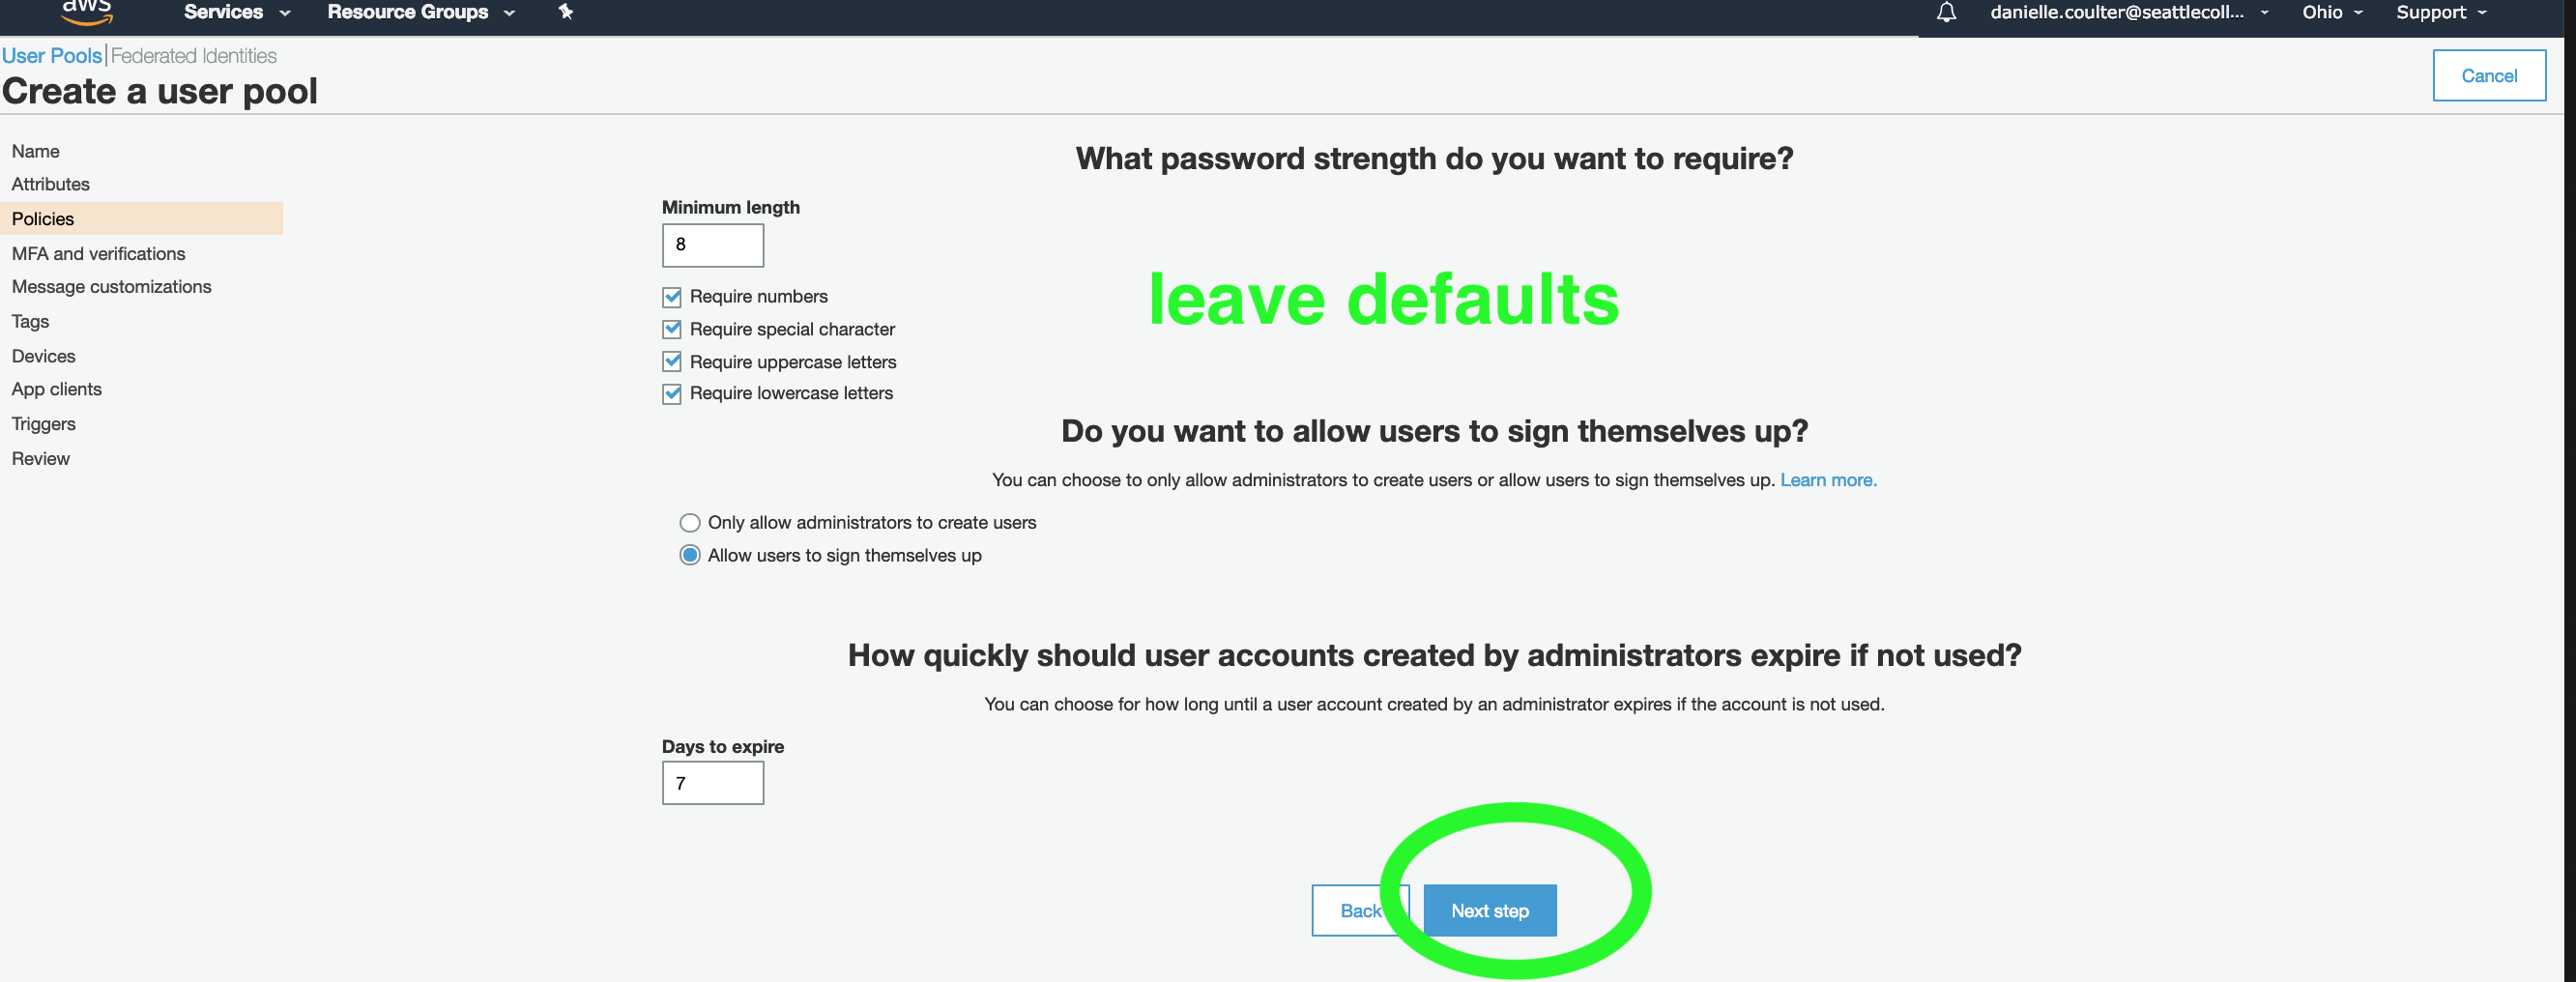 aws Services Resource Groups danielle.coulter@seattlecoll... Ohio Support
User Pools | Federated Identities
Create a user pool
Cancel
Name
Attributes
Policies
MFA and verifications
Message customizations
Tags
Devices
App clients
Triggers
Review
What password strength do you want to require?
Minimum length
8
Require numbers
Require special character
Require uppercase letters
Require lowercase letters
leave defaults
Do you want to allow users to sign themselves up?
You can choose to only allow administrators to create users or allow users to sign themselves up. Learn more.
Only allow administrators to create users
Allow users to sign themselves up
How quickly should user accounts created by administrators expire if not used?
You can choose for how long until a user account created by an administrator expires if the account is not used.
Days to expire
7
Back Next step